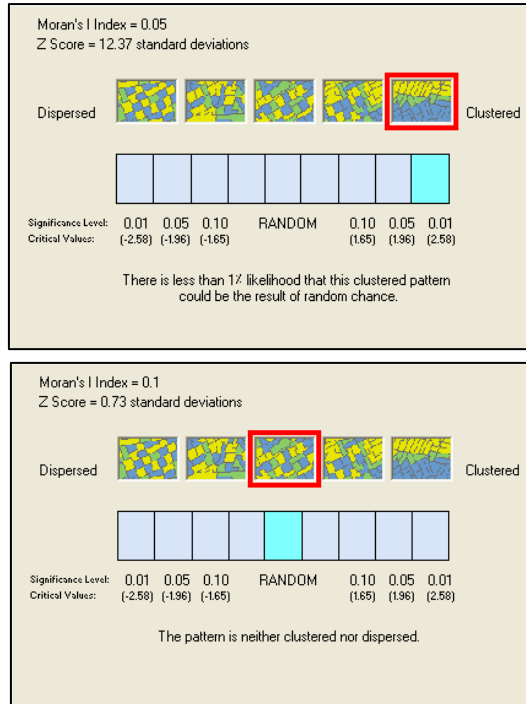 Moran's I Index = 0.05
Z Score = 12.37 standard deviations
Dispersed Clustered
Significance Level: 0.01 0.05 0.10 RANDOM 0.10 0.05 0.01
Critical Values: (-2.58) (-1.96) (-1.65) (1.65) (1.96) (2.58)
There is less than 1% likelihood that this clustered pattern
could be the result of random chance.
Moran's I Index = 0.1
Z Score = 0.73 standard deviations
Dispersed Clustered
Significance Level: 0.01 0.05 0.10 RANDOM 0.10 0.05 0.01
Critical Values: (-2.58) (-1.96) (-1.65) (1.65) (1.96) (2.58)
The pattern is neither clustered nor dispersed.